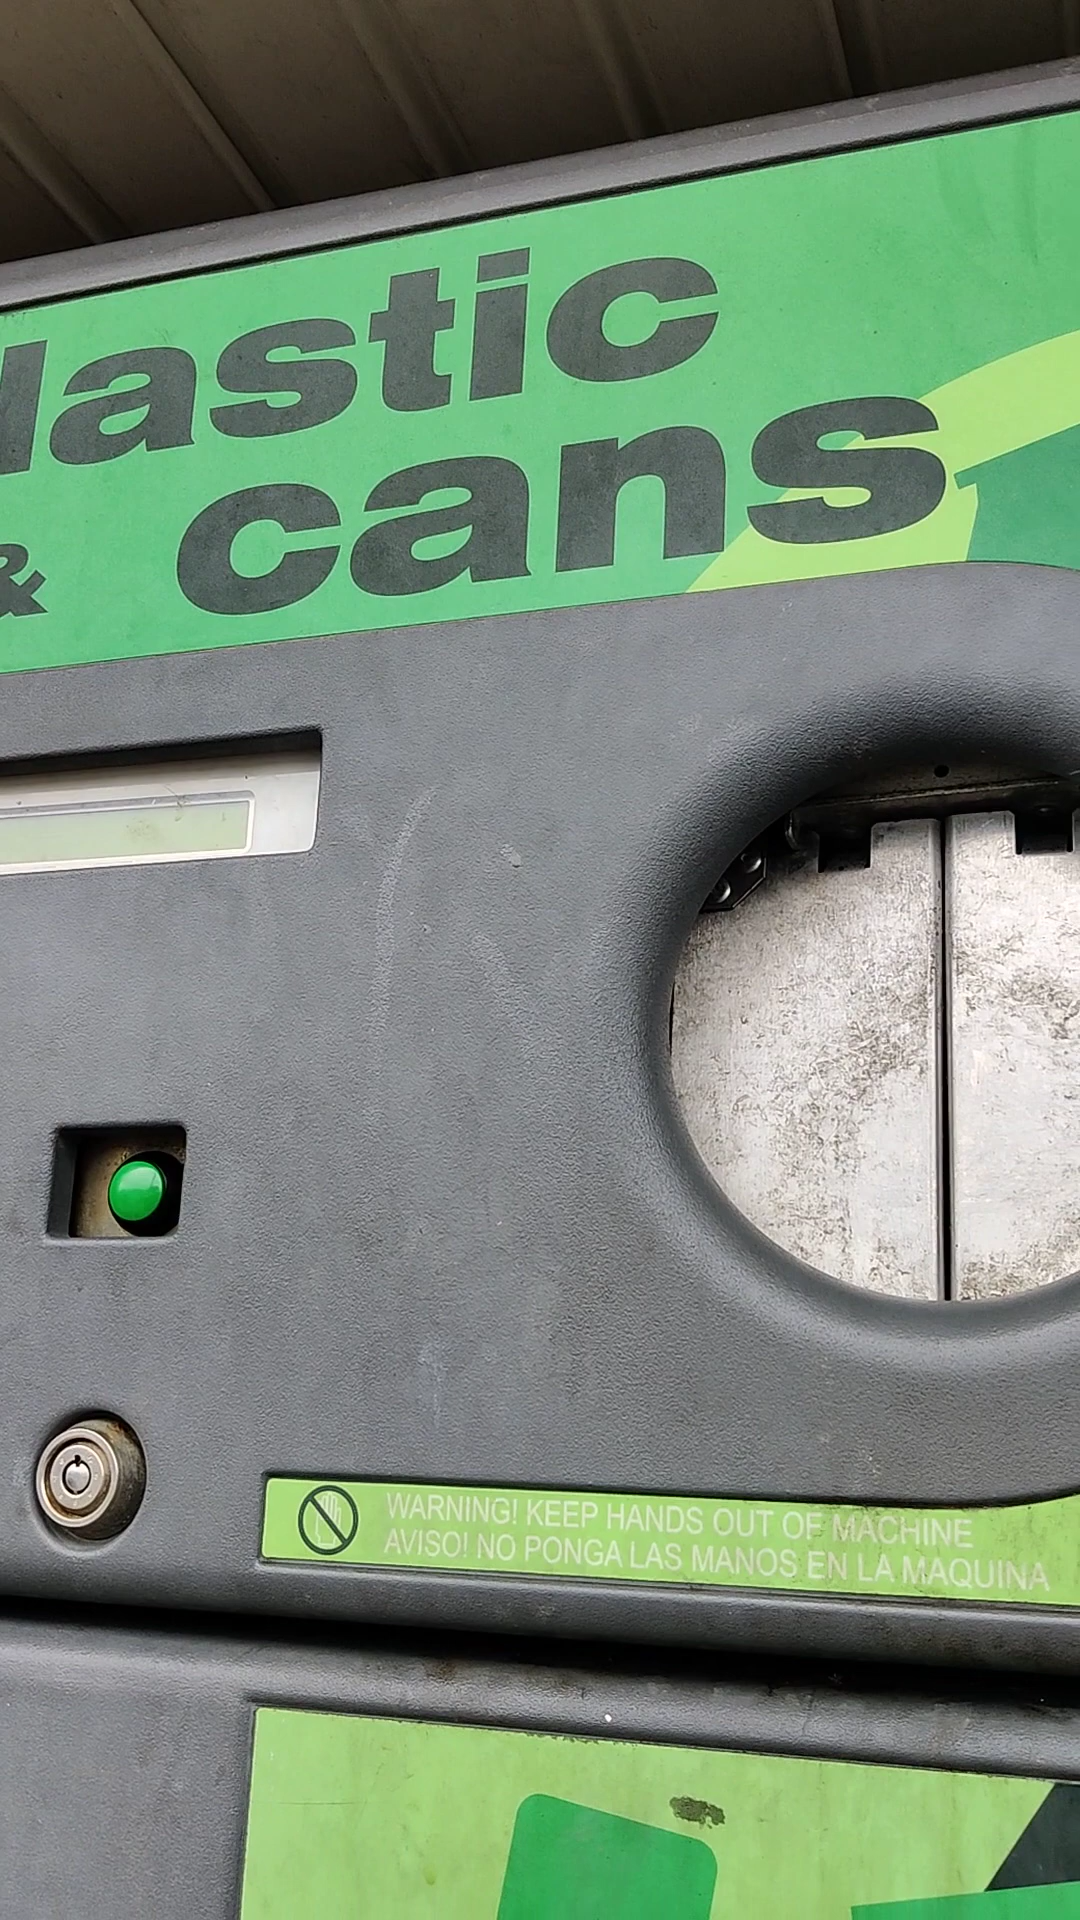 lastic
& cans
WARNING! KEEP HANDS OUT OF MACHINE
AVISO! NO PONGA LAS MANOS EN LA MAQUINA